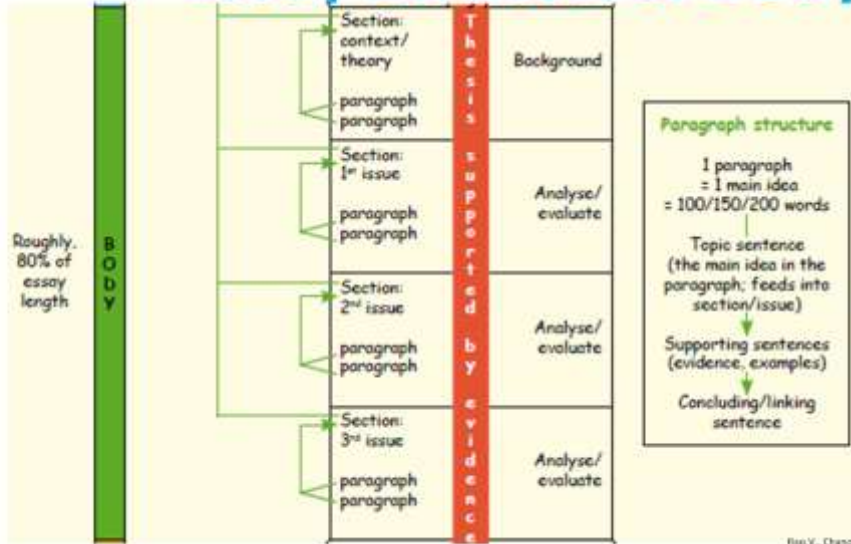 Roughly,
80% of
essay
length
BODY
Section:
context/
theory
paragraph
paragraph
Background
Section:
1st issue
paragraph
paragraph
Analyse/
evaluate
Section:
2nd issue
paragraph
paragraph
Analyse/
evaluate
Section:
3rd issue
paragraph
paragraph
Analyse/
evaluate
Thesis supported by evidence
Paragraph structure
1 paragraph
= 1 main idea
= 100/150/200 words
Topic sentence
(the main idea in the
paragraph; feeds into
section/issue)
Supporting sentences
(evidence, examples)
Concluding/linking
sentence